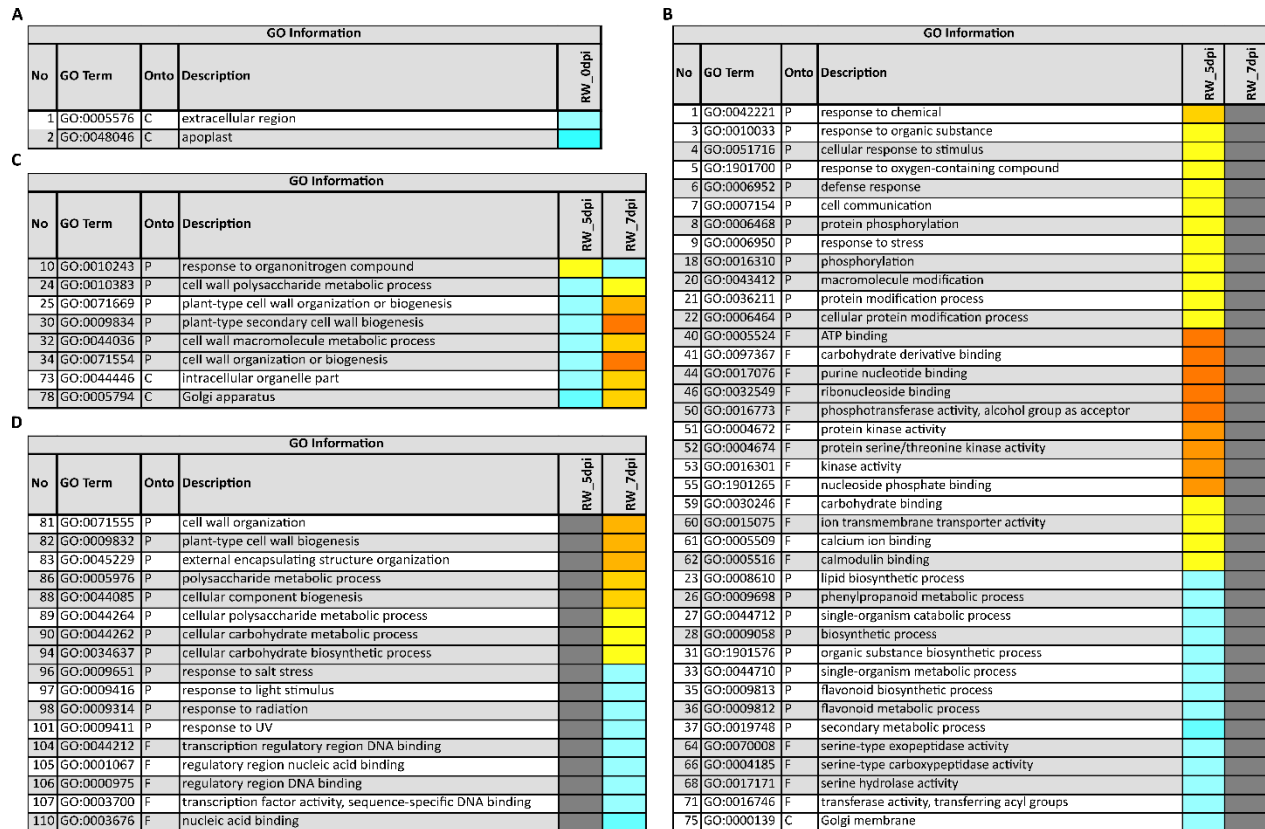 A
GO Information
No GO Term Onto Description RW_0dpi
1 GO:0005576 C extracellular region
2 GO:0048046 C apoplast
C
GO Information
No GO Term Onto Description RW_5dpi RW_7dpi
10 GO:0010243 P response to organonitrogen compound
24 GO:0010383 P cell wall polysaccharide metabolic process
25 GO:0071669 P plant-type cell wall organization or biogenesis
30 GO:0009834 P plant-type secondary cell wall biogenesis
32 GO:0044036 P cell wall macromolecule metabolic process
34 GO:0071554 P cell wall organization or biogenesis
73 GO:0044446 C intracellular organelle part
78 GO:0005794 C Golgi apparatus
D
GO Information
No GO Term Onto Description RW_5dpi RW_7dpi
81 GO:0071555 P cell wall organization
82 GO:0009832 P plant-type cell wall biogenesis
83 GO:0045229 P external encapsulating structure organization
86 GO:0005976 P polysaccharide metabolic process
88 GO:0044085 P cellular component biogenesis
89 GO:0044264 P cellular polysaccharide metabolic process
90 GO:0044262 P cellular carbohydrate metabolic process
94 GO:0034637 P cellular carbohydrate biosynthetic process
96 GO:0009651 P response to salt stress
97 GO:0009416 P response to light stimulus
98 GO:0009314 P response to radiation
101 GO:0009411 P response to UV
104 GO:0044212 F transcription regulatory region DNA binding
105 GO:0001067 F regulatory region nucleic acid binding
106 GO:0000975 F regulatory region DNA binding
107 GO:0003700 F transcription factor activity, sequence-specific DNA binding
110 GO:0003676 F nucleic acid binding
B
GO Information
No GO Term Onto Description RW_5dpi RW_7dpi
1 GO:0042221 P response to chemical
3 GO:0010033 P response to organic substance
4 GO:0051716 P cellular response to stimulus
5 GO:1901700 P response to oxygen-containing compound
6 GO:0006952 P defense response
7 GO:0007154 P cell communication
8 GO:0006468 P protein phosphorylation
9 GO:0006950 P response to stress
18 GO:0016310 P phosphorylation
20 GO:0043412 P macromolecule modification
21 GO:0036211 P protein modification process
22 GO:0006464 P cellular protein modification process
40 GO:0005524 F ATP binding
41 GO:0097367 F carbohydrate derivative binding
44 GO:0017076 F purine nucleotide binding
46 GO:0032549 F ribonucleoside binding
50 GO:0016773 F phosphotransferase activity, alcohol group as acceptor
51 GO:0004672 F protein kinase activity
52 GO:0004674 F protein serine/threonine kinase activity
53 GO:0016301 F kinase activity
55 GO:1901265 F nucleoside phosphate binding
59 GO:0030246 F carbohydrate binding
60 GO:0015075 F ion transmembrane transporter activity
61 GO:0005509 F calcium ion binding
62 GO:0005516 F calmodulin binding
23 GO:0008610 P lipid biosynthetic process
26 GO:0009698 P phenylpropanoid metabolic process
27 GO:0044712 P single-organism catabolic process
28 GO:0009058 P biosynthetic process
31 GO:1901576 P organic substance biosynthetic process
33 GO:0044710 P single-organism metabolic process
35 GO:0009813 P flavonoid biosynthetic process
36 GO:0009812 P flavonoid metabolic process
37 GO:0019748 P secondary metabolic process
64 GO:0070008 F serine-type exopeptidase activity
66 GO:0004185 F serine-type carboxypeptidase activity
68 GO:0017171 F serine hydrolase activity
71 GO:0016746 F transferase activity, transferring acyl groups
75 GO:0000139 C Golgi membrane